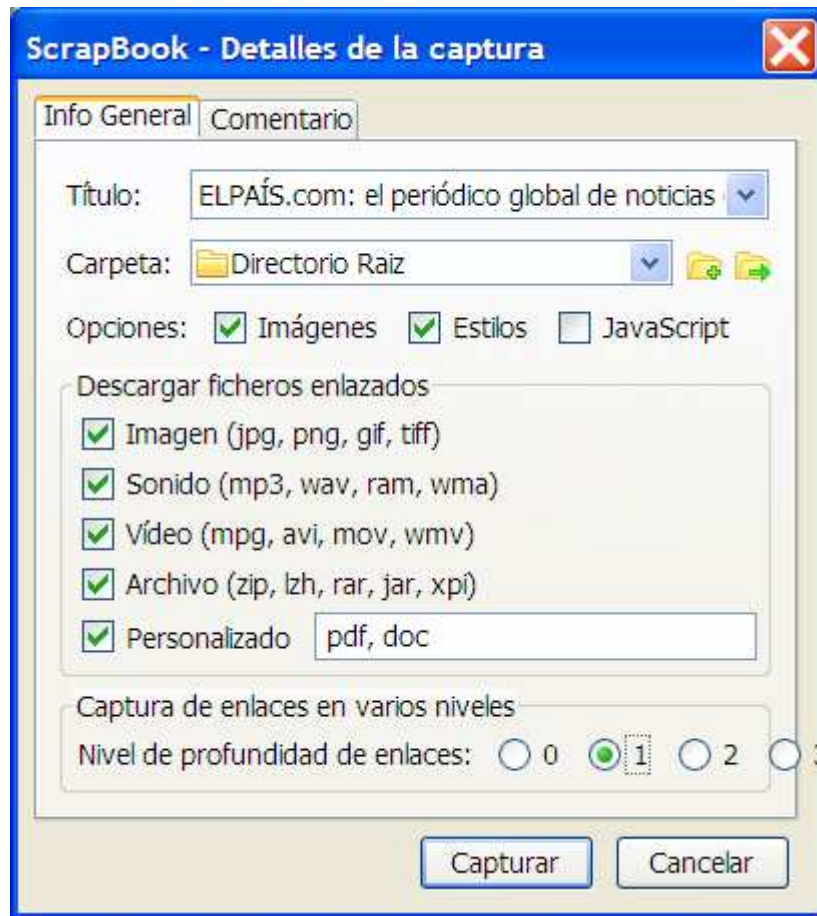 ScrapBook - Detalles de la captura
Info General Comentario
Título: ELPAÍS.com: el periódico global de noticias
Carpeta: Directorio Raiz
Opciones: Imágenes Estilos JavaScript
Descargar ficheros enlazados
Imagen (jpg, png, gif, tiff)
Sonido (mp3, wav, ram, wma)
Vídeo (mpg, avi, mov, wmv)
Archivo (zip, lzh, rar, jar, xpi)
Personalizado pdf, doc
Captura de enlaces en varios niveles
Nivel de profundidad de enlaces: 0 1 2
Capturar Cancelar